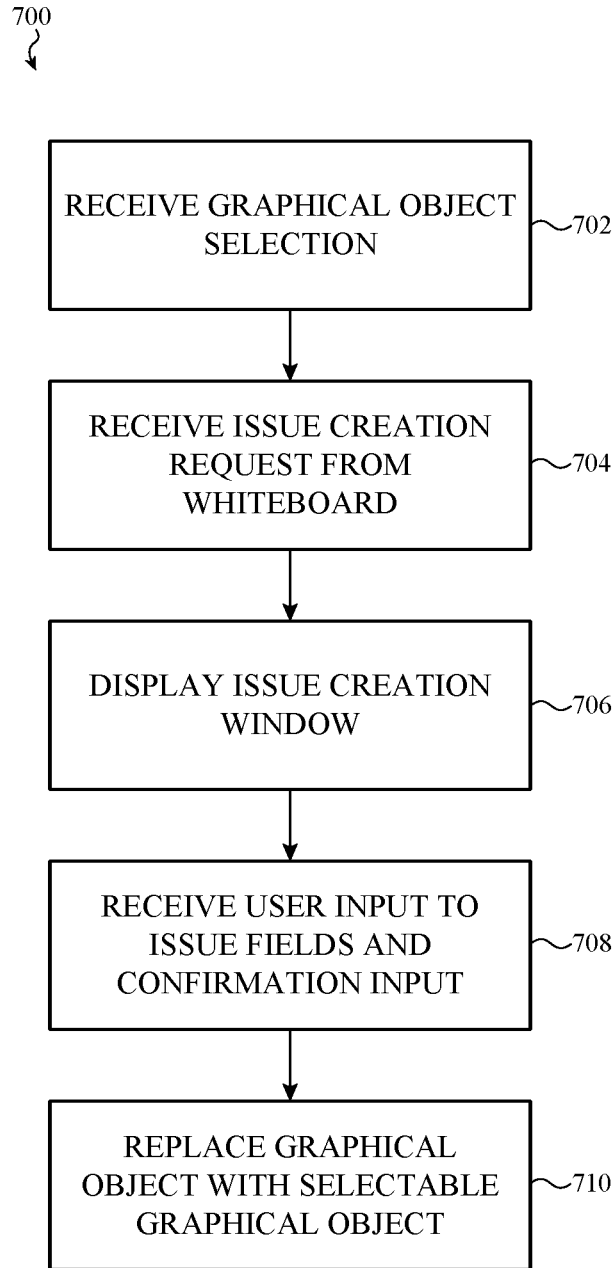 700
RECEIVE GRAPHICAL OBJECT
SELECTION
702
RECEIVE ISSUE CREATION
REQUEST FROM
WHITEBOARD
704
DISPLAY ISSUE CREATION
WINDOW
706
RECEIVE USER INPUT TO
ISSUE FIELDS AND
CONFIRMATION INPUT
708
REPLACE GRAPHICAL
OBJECT WITH SELECTABLE
GRAPHICAL OBJECT
710